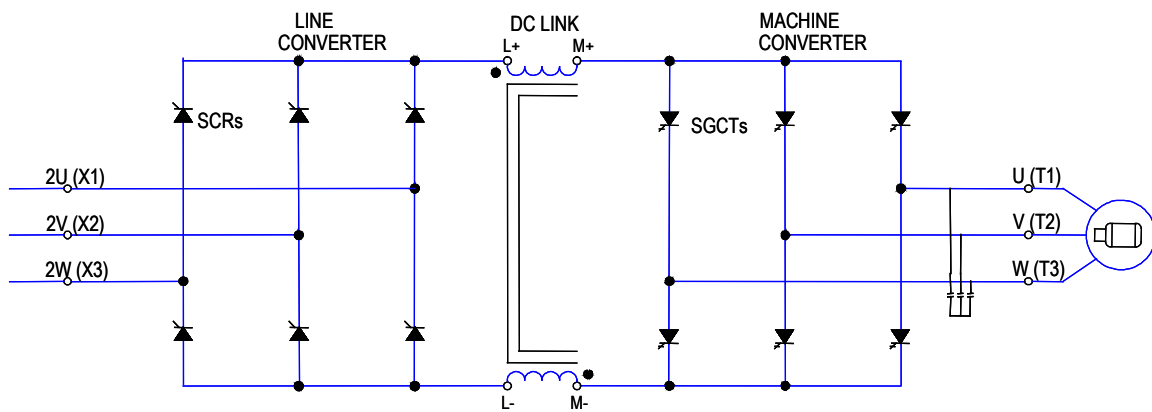 LINE
CONVERTER
DC LINK
MACHINE
CONVERTER
L+
M+
SCRs
SGCTs
2U (X1)
U (T1)
2V (X2)
V (T2)
2W (X3)
W (T3)
L-
M-